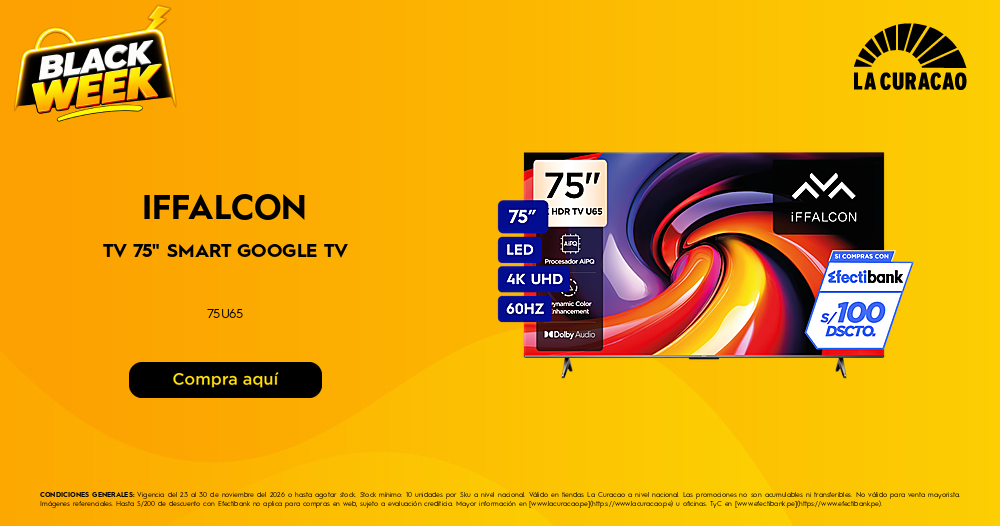 BLACK
WEEK
LA CURACAO
IFFALCON
TV 75" SMART GOOGLE TV
75U65
Compra aquí
75"
HDR TV U65
iFFALCON
75"
LED
4K UHD
60HZ
AiPQ
Procesador AIPQ
ynamic Color
nhancement
Dolby Audio
SI COMPRAS CON
Efectibank
S/100
DSCTO.
CONDICIONES GENERALES: Vigencia del 23 al 30 de noviembre del 2026 o hasta agotar stock. Stock mínimo: 10 unidades por Sku a nivel nacional. Válido en tiendas La Curacao a nivel nacional. Las promociones no son acumulables ni transferibles. No válido para venta mayorista.
Imágenes referenciales. Hasta S/200 de descuento con Efectibank no aplica para compras en web, sujeto a evaluación crediticia. Mayor información en [www.lacuracao.pe](https://www.lacuracao.pe) u oficinas. TyC en [www.efectibank.pe](https://www.efectibank.pe).